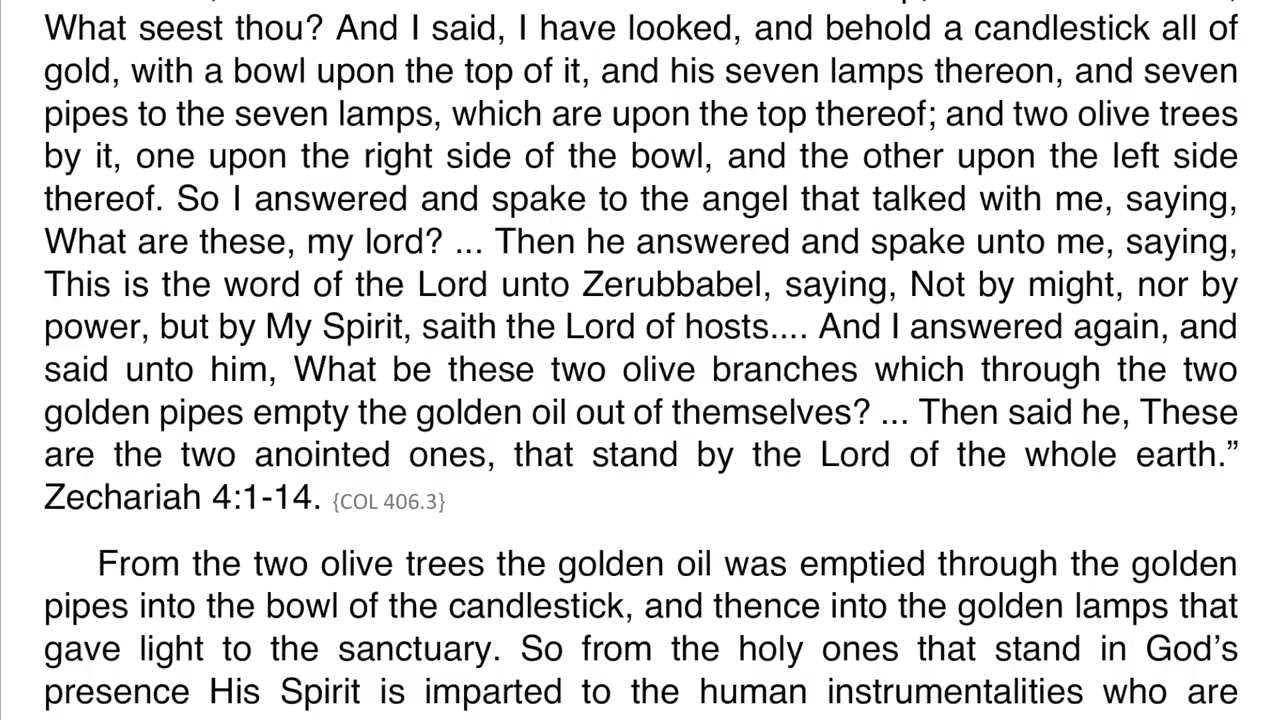 What seest thou? And I said, I have looked, and behold a candlestick all of
gold, with a bowl upon the top of it, and his seven lamps thereon, and seven
pipes to the seven lamps, which are upon the top thereof; and two olive trees
by it, one upon the right side of the bowl, and the other upon the left side
thereof. So I answered and spake to the angel that talked with me, saying,
What are these, my lord? ... Then he answered and spake unto me, saying,
This is the word of the Lord unto Zerubbabel, saying, Not by might, nor by
power, but by My Spirit, saith the Lord of hosts.... And I answered again, and
said unto him, What be these two olive branches which through the two
golden pipes empty the golden oil out of themselves? ... Then said he, These
are the two anointed ones, that stand by the Lord of the whole earth.”
Zechariah 4:1-14. {COL 406.3}
From the two olive trees the golden oil was emptied through the golden
pipes into the bowl of the candlestick, and thence into the golden lamps that
gave light to the sanctuary. So from the holy ones that stand in God’s
presence His Spirit is imparted to the human instrumentalities who are